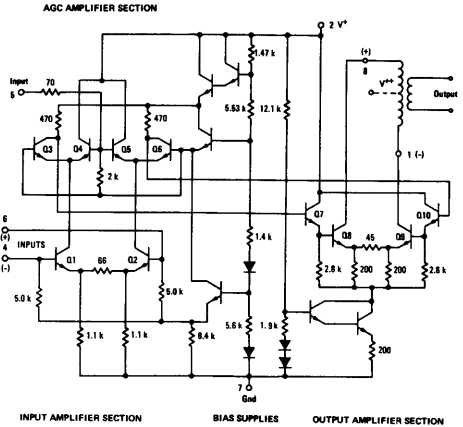 AGC AMPLIFIER SECTION
2 V+
1.47 k
(+)
8
V++
Output
Input
5
70
5.53 k
12.1 k
470
470
Q3
Q4
Q5
Q6
1 (-)
2 k
Q7
Q10
6
(+)
INPUTS
4
(-)
Q8
45
Q9
1.4 k
Q1
66
Q2
2.8 k
200
200
2.8 k
5.0 k
5.0 k
1.1 k
1.1 k
8.4 k
5.6 k
1.9 k
200
7
Gnd
INPUT AMPLIFIER SECTION
BIAS SUPPLIES
OUTPUT AMPLIFIER SECTION